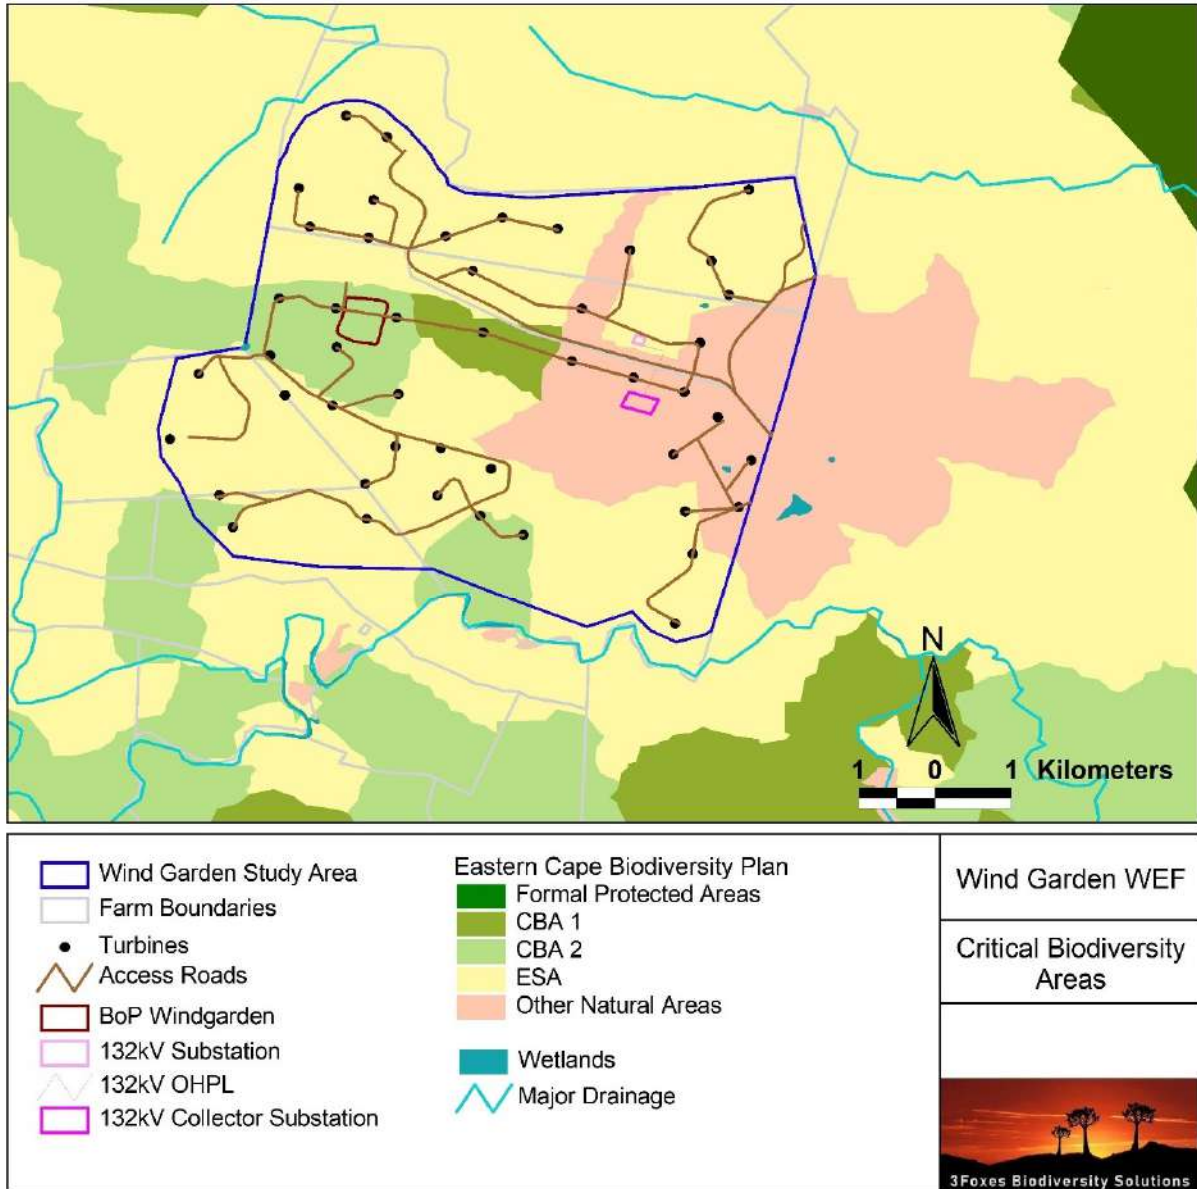 N
1 0 1 Kilometers
Wind Garden Study Area
Farm Boundaries
Turbines
Access Roads
BoP Windgarden
132kV Substation
132kV OHPL
132kV Collector Substation
Eastern Cape Biodiversity Plan
Formal Protected Areas
CBA 1
CBA 2
ESA
Other Natural Areas
Wetlands
Major Drainage
Wind Garden WEF
Critical Biodiversity
Areas
3Foxes Biodiversity Solutions